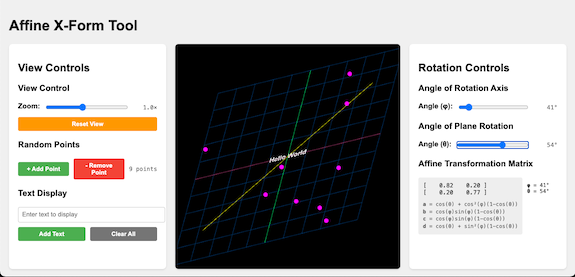 Affine X-Form Tool
View Controls
View Control
Zoom: 1.0×
Reset View
Random Points
+ Add Point
- Remove
Point
9 points
Text Display
Enter text to display
Add Text
Clear All
Hello World
Rotation Controls
Angle of Rotation Axis
Angle (φ): 41°
Angle of Plane Rotation
Angle (θ): 54°
Affine Transformation Matrix
[ 0.82 0.20 ]
[ 0.20 0.77 ]
φ = 41°
θ = 54°
a = cos(θ) + cos²(φ)(1-cos(θ))
b = cos(φ)sin(φ)(1-cos(θ))
c = cos(φ)sin(φ)(1-cos(θ))
d = cos(θ) + sin²(φ)(1-cos(θ))